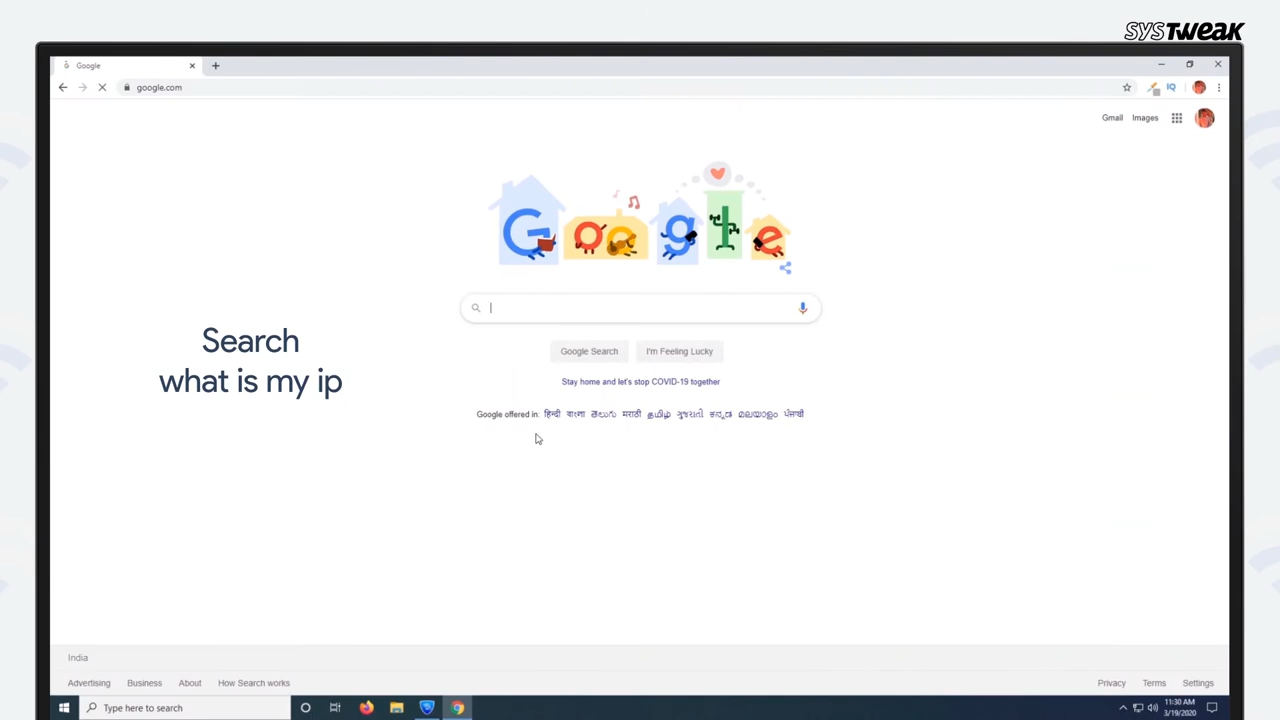 SYSTWEAK
Google
google.com
IQ
Gmail Images
Google
Search
what is my ip
Google Search I'm Feeling Lucky
Stay home and let's stop COVID-19 together
Google offered in: हिन्दी বাংলা తెలుగు मराठी தமிழ் ગુજરાતી ಕನ್ನಡ മലയാളം ਪੰਜਾਬੀ
India
Advertising Business About How Search works Privacy Terms Settings
Type here to search
11:30 AM
3/19/2020